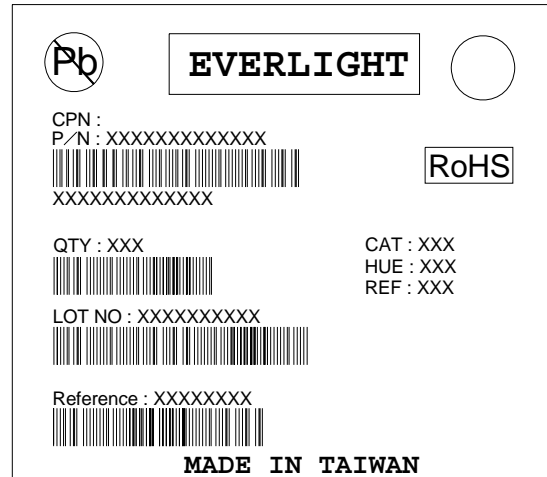 Pb
EVERLIGHT
CPN :
P/N : XXXXXXXXXXXXX
RoHS
XXXXXXXXXXXXX
QTY : XXX
CAT : XXX
HUE : XXX
REF : XXX
LOT NO : XXXXXXXXXX
Reference : XXXXXXXX
MADE IN TAIWAN